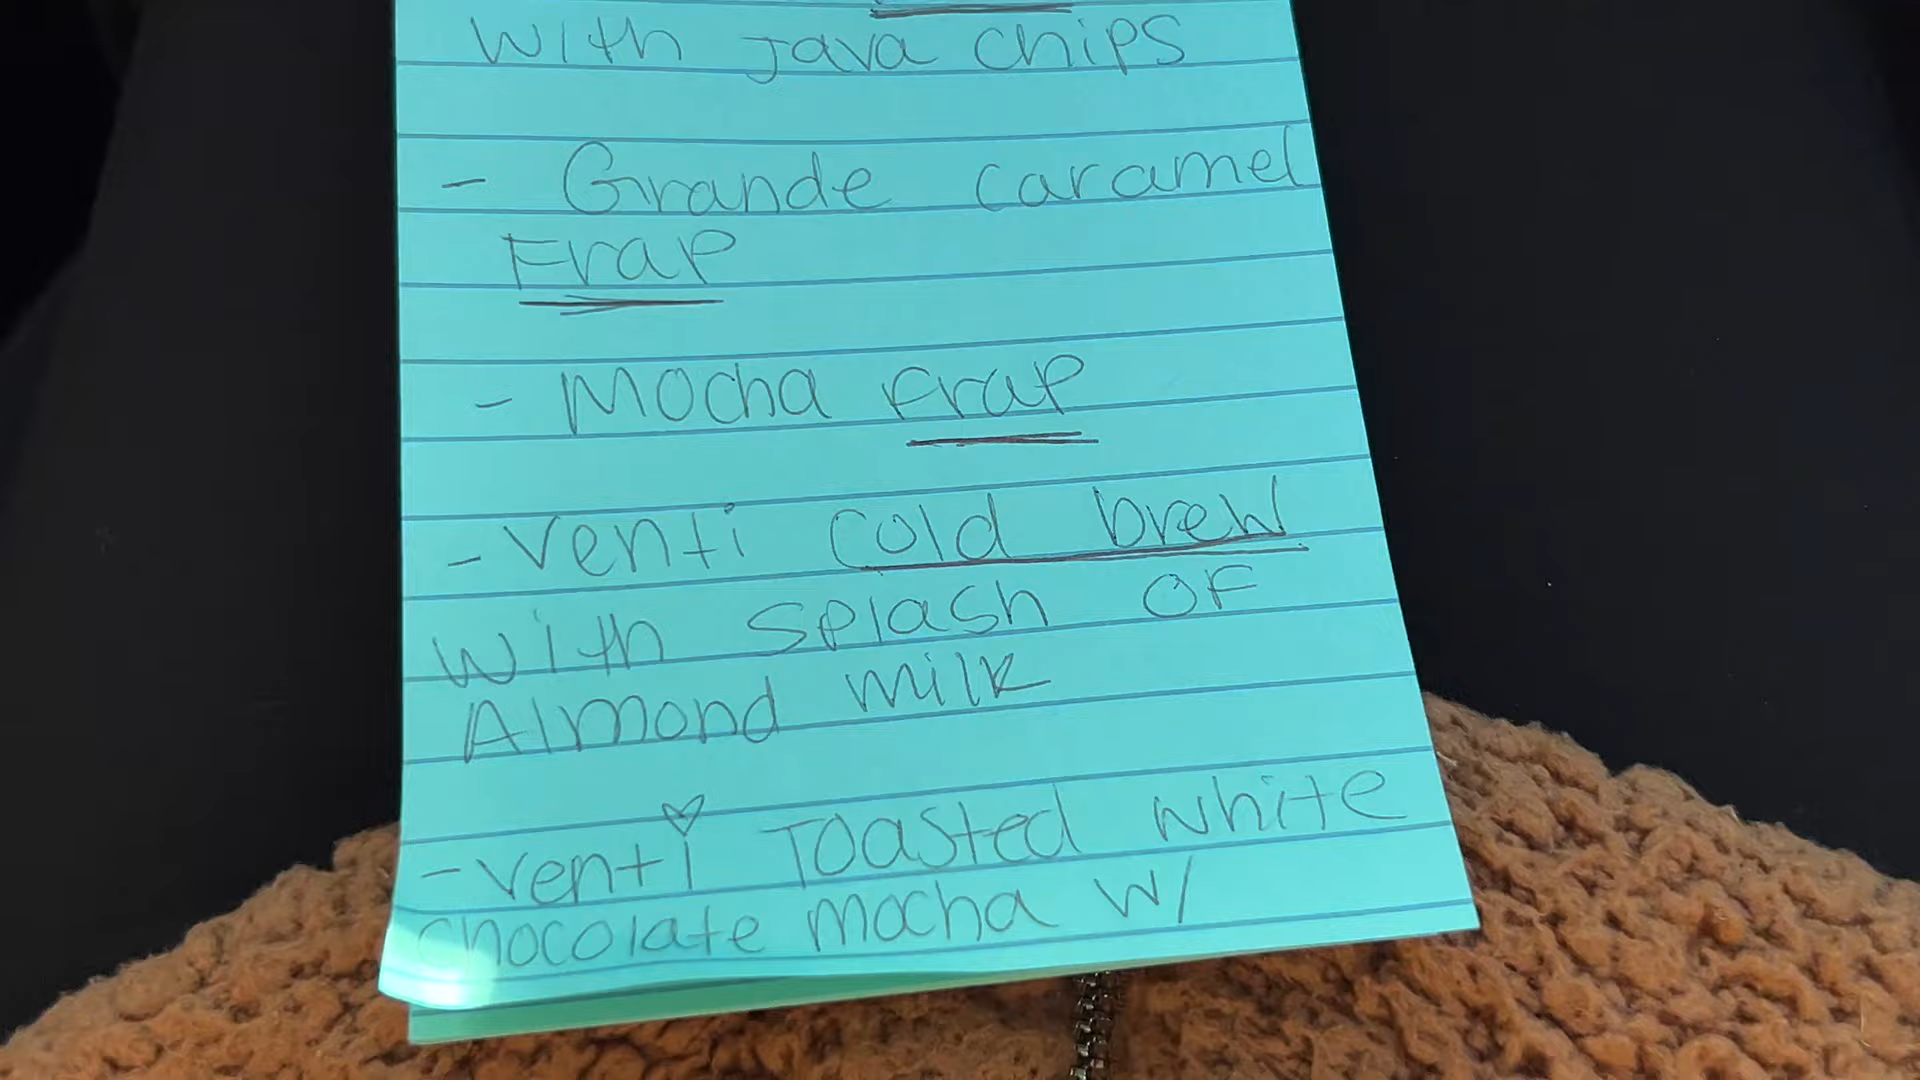 with Java chips
- Grande caramel
Frap
- Mocha Frap
- Venti cold brew
with splash of
Almond milk
- Venti Toasted white
chocolate mocha w/